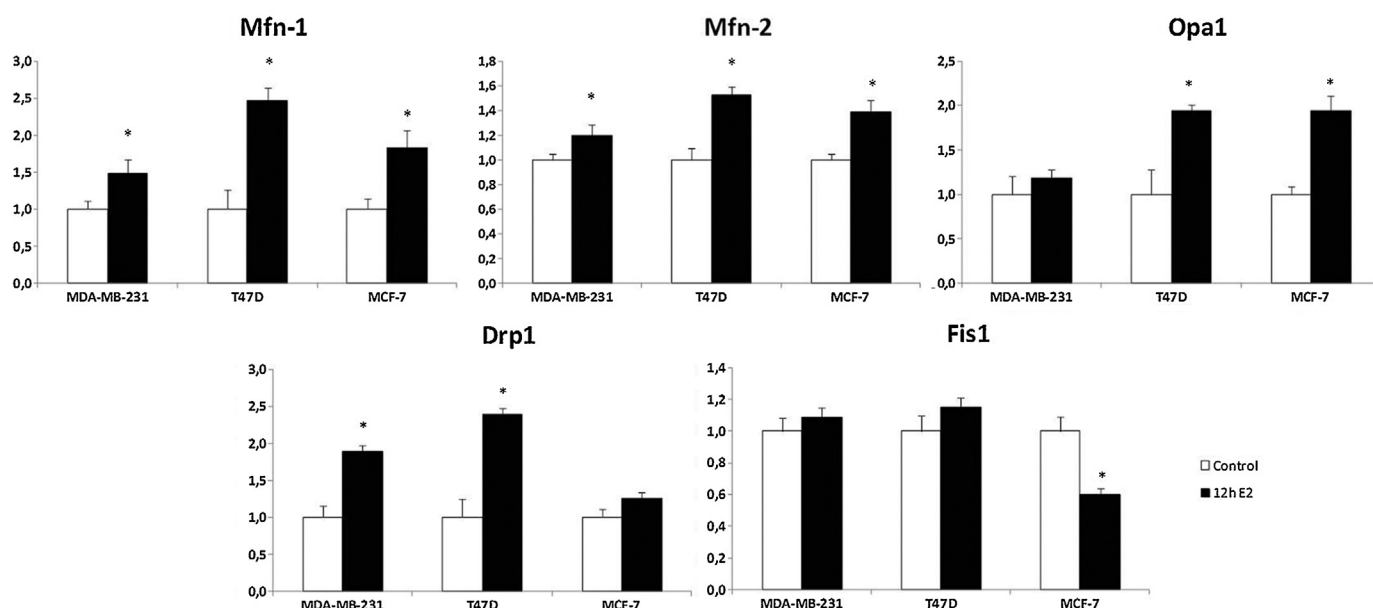 Mfn-1
Mfn-2
Opa1
3,0
2,5
2,0
1,5
1,0
0,5
0,0
* * *
MDA-MB-231 T47D MCF-7
1,8
1,6
1,4
1,2
1,0
0,8
0,6
0,4
0,2
0,0
* * *
MDA-MB-231 T47D MCF-7
2,5
2,0
1,5
1,0
0,5
0,0
* *
MDA-MB-231 T47D MCF-7
Drp1
Fis1
3,0
2,5
2,0
1,5
1,0
0,5
0,0
* *
MDA-MB-231 T47D MCF-7
1,4
1,2
1,0
0,8
0,6
0,4
0,2
0,0
*
MDA-MB-231 T47D MCF-7
Control
12h E2